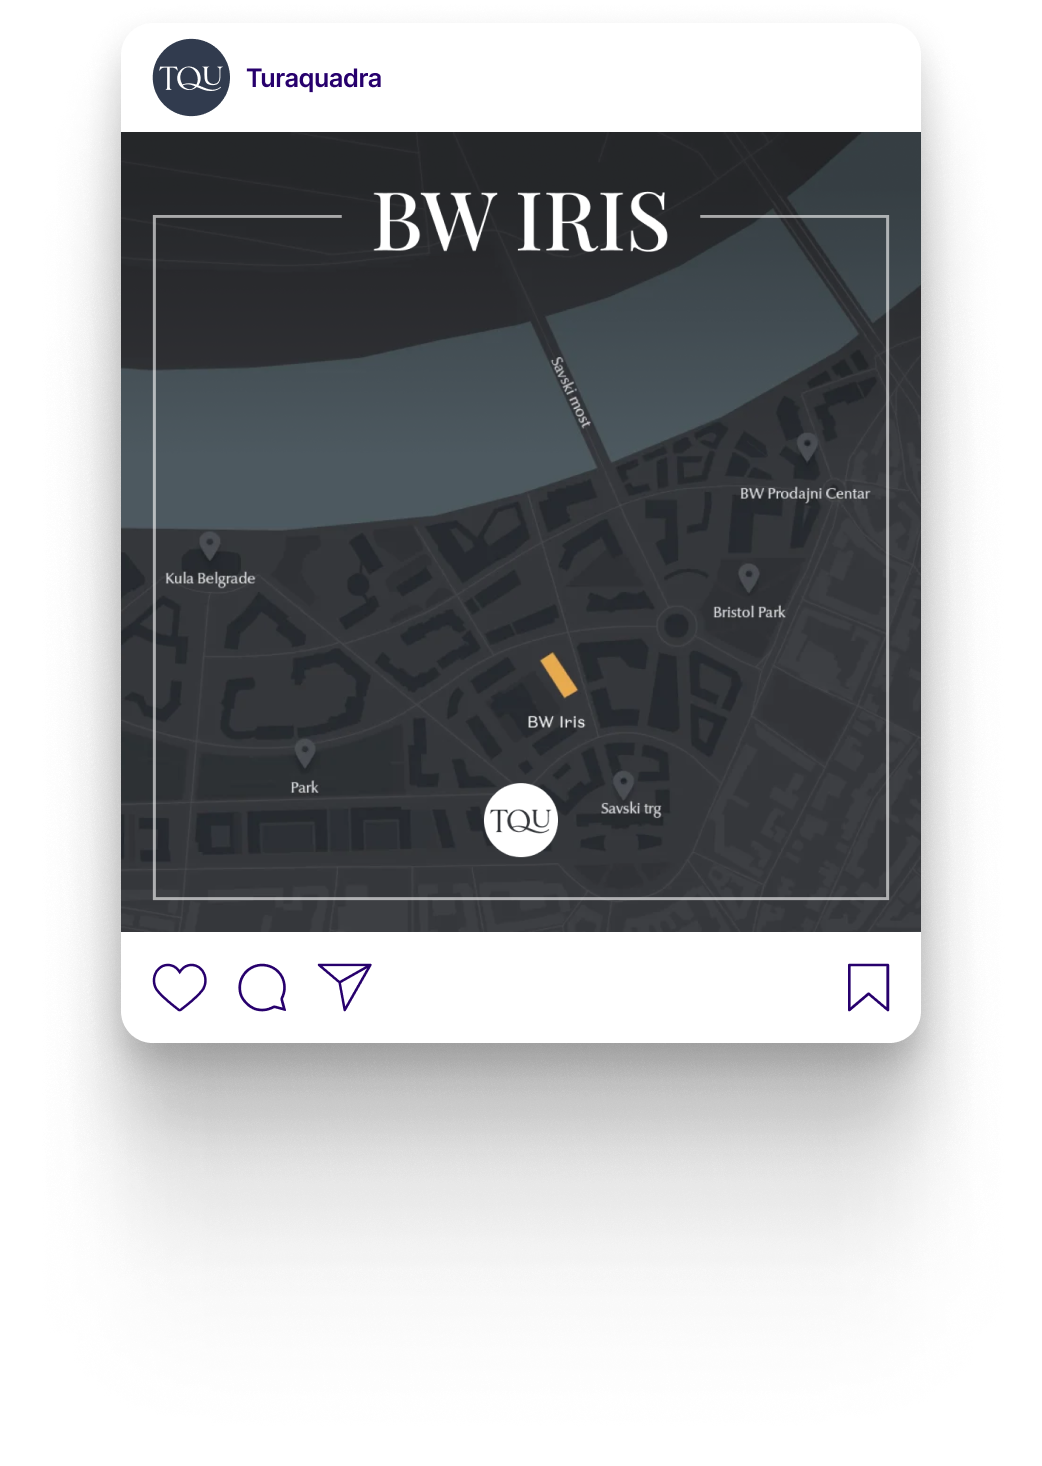 TQU
Turaquadra
BW IRIS
Savski most
BW Prodajni Centar
Kula Belgrade
Bristol Park
BW Iris
Park
Savski trg
TQU